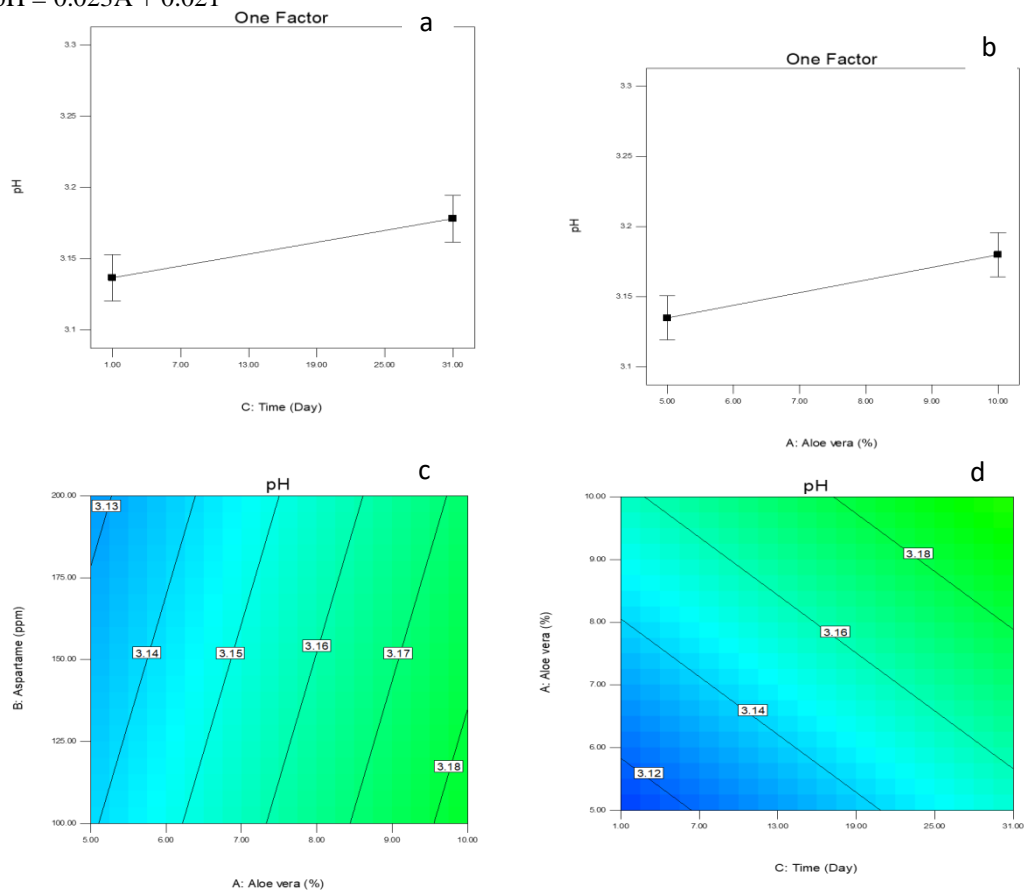 pH = 0.023A + 0.021
One Factor
a
3.3
3.25
3.2
3.15
3.1
pH
1.00 7.00 13.00 19.00 25.00 31.00
C: Time (Day)
One Factor
b
3.3
3.25
3.2
3.15
3.1
pH
5.00 6.00 7.00 8.00 9.00 10.00
A: Aloe vera (%)
pH
c
200.00
175.00
150.00
125.00
100.00
B: Aspartame (ppm)
3.13
3.14
3.15
3.16
3.17
3.18
5.00 6.00 7.00 8.00 9.00 10.00
A: Aloe vera (%)
pH
d
10.00
9.00
8.00
7.00
6.00
5.00
A: Aloe vera (%)
3.18
3.16
3.14
3.12
1.00 7.00 13.00 19.00 25.00 31.00
C: Time (Day)